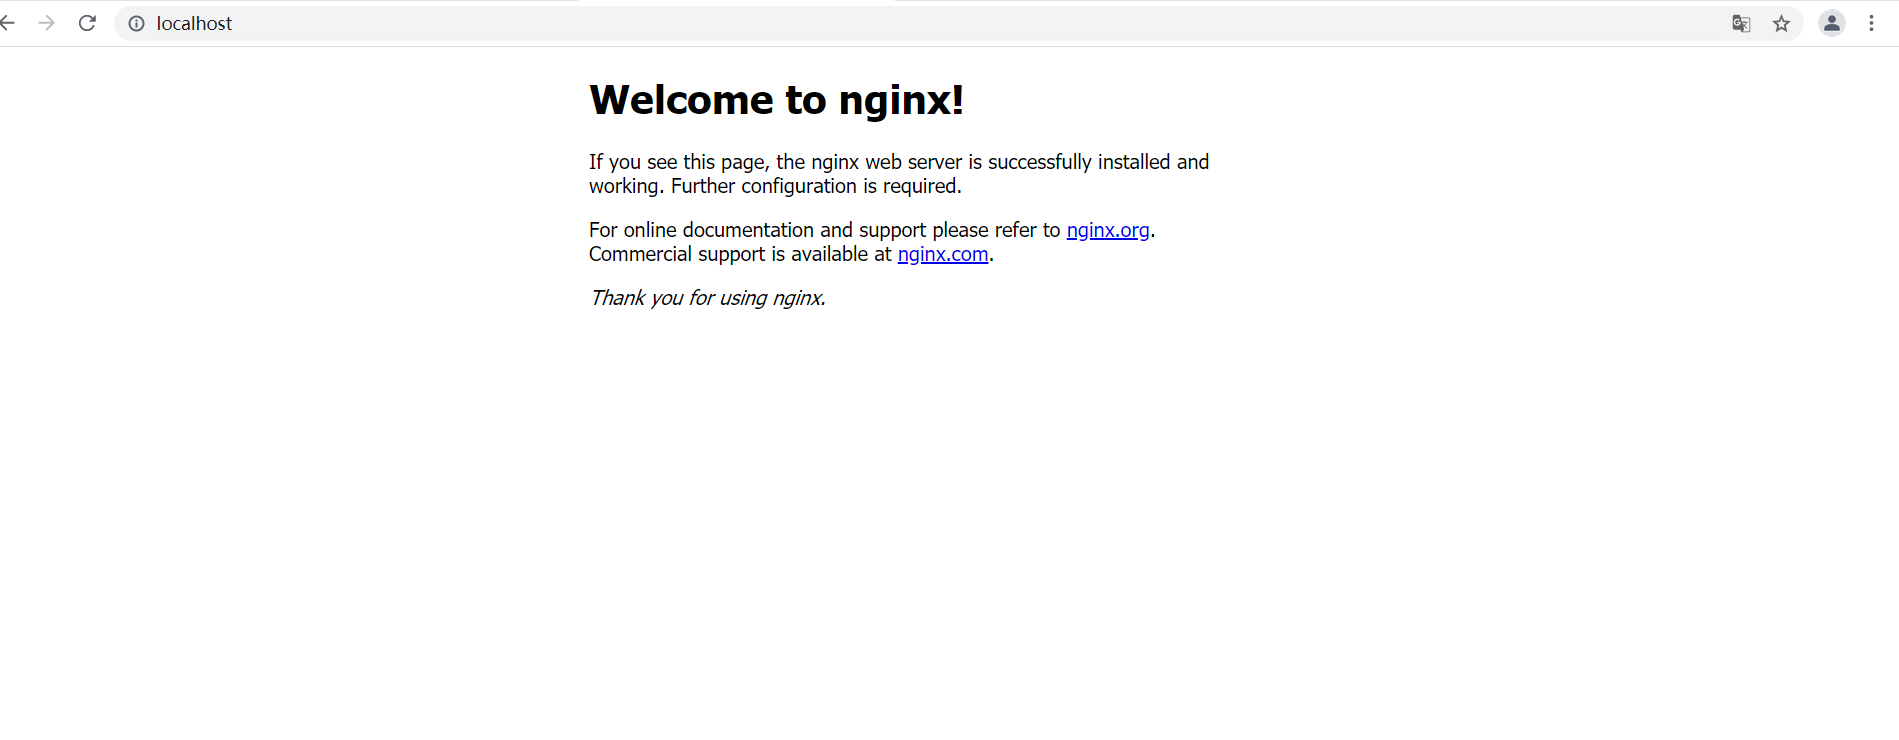 localhost
Welcome to nginx!
If you see this page, the nginx web server is successfully installed and
working. Further configuration is required.
For online documentation and support please refer to nginx.org.
Commercial support is available at nginx.com.
Thank you for using nginx.